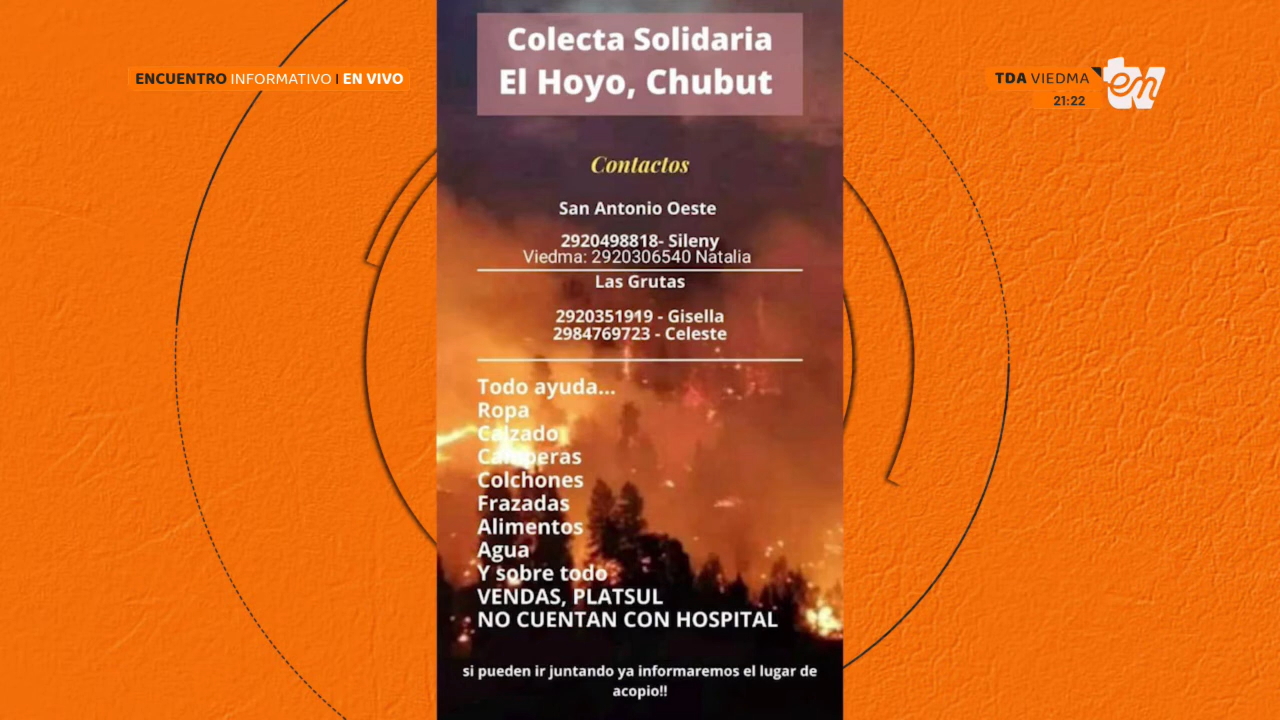 ENCUENTRO INFORMATIVO | EN VIVO
TDA VIEDMA
21:22
Colecta Solidaria
El Hoyo, Chubut
Contactos
San Antonio Oeste
2920498818- Sileny
Viedma: 2920306540 Natalia
Las Grutas
2920351919 - Gisella
2984769723 - Celeste
Todo ayuda...
Ropa
Calzado
Camperas
Colchones
Frazadas
Alimentos
Agua
Y sobre todo
VENDAS, PLATSUL
NO CUENTAN CON HOSPITAL
si pueden ir juntando ya informaremos el lugar de
acopio!!